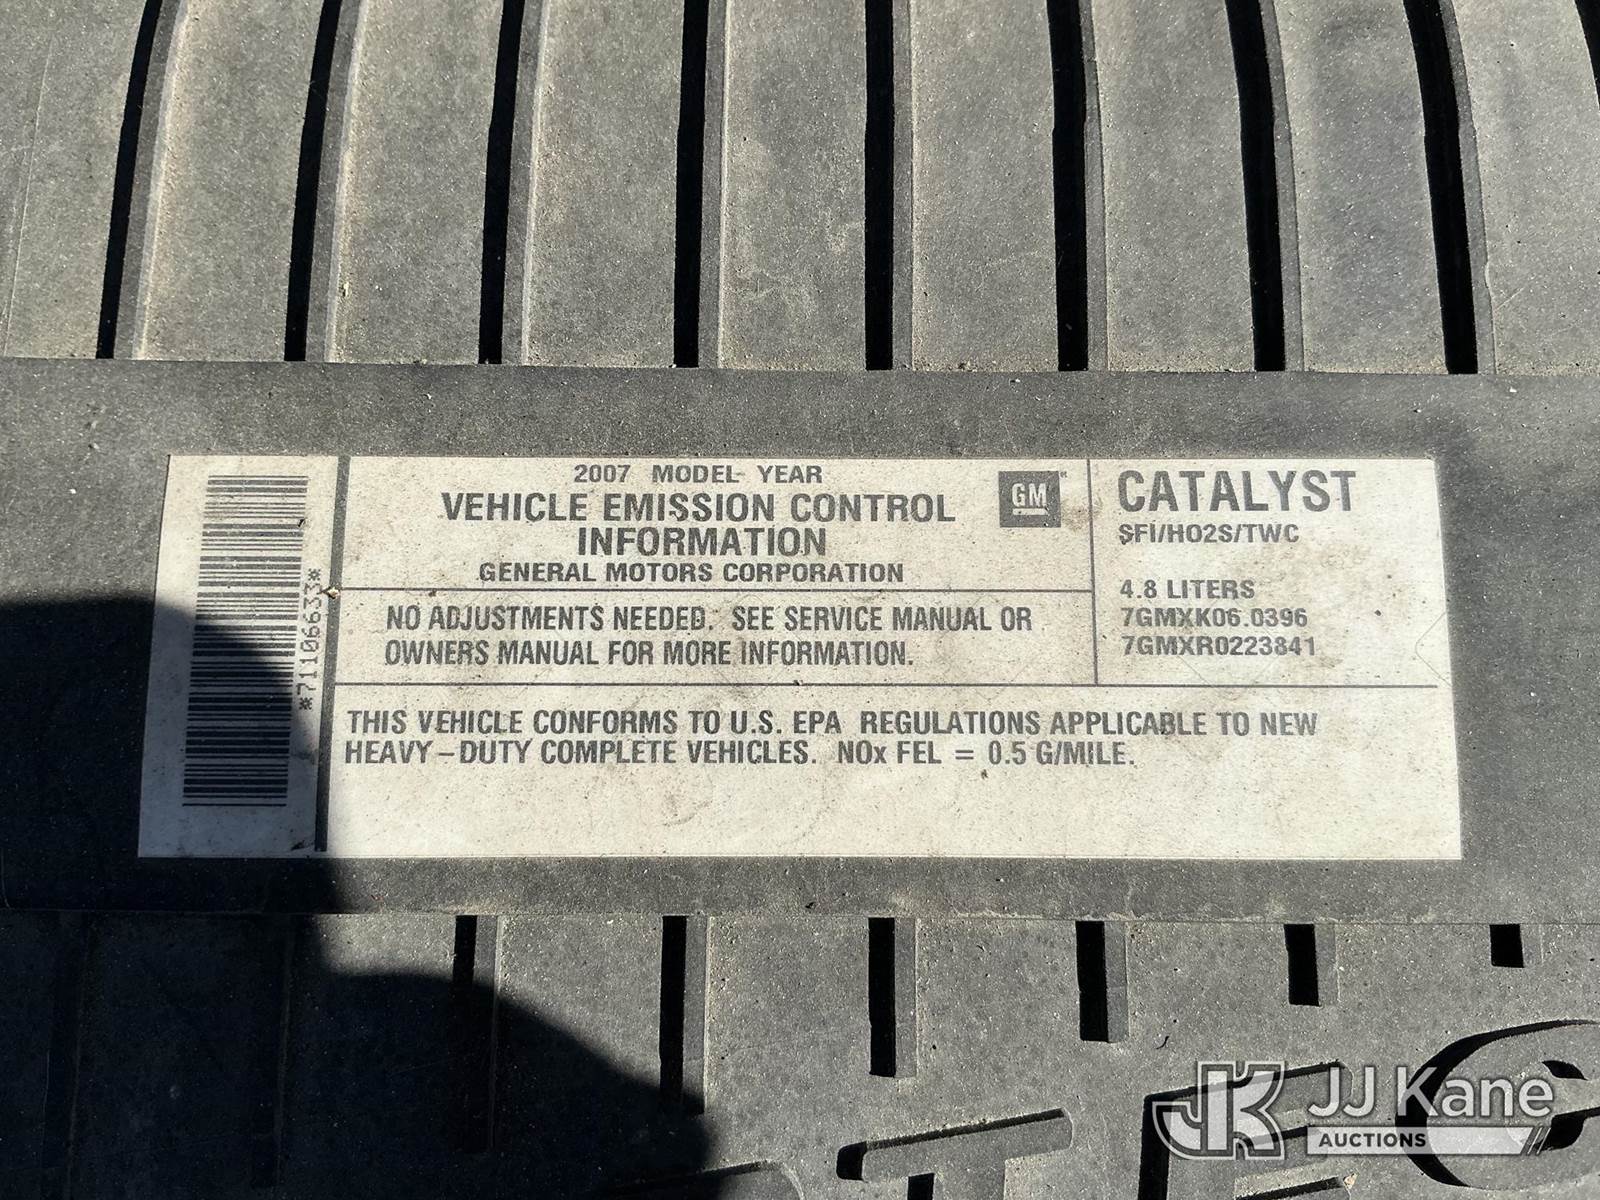 2007 MODEL YEAR
VEHICLE EMISSION CONTROL
INFORMATION
GENERAL MOTORS CORPORATION
GM
CATALYST
SFI/HO2S/TWC
4.8 LITERS
7GMXK06.0396
7GMXR0223841
NO ADJUSTMENTS NEEDED. SEE SERVICE MANUAL OR
OWNERS MANUAL FOR MORE INFORMATION.
THIS VEHICLE CONFORMS TO U.S. EPA REGULATIONS APPLICABLE TO NEW
HEAVY-DUTY COMPLETE VEHICLES. NOx FEL = 0.5 G/MILE.
*71106633*
JK JJ Kane
AUCTIONS